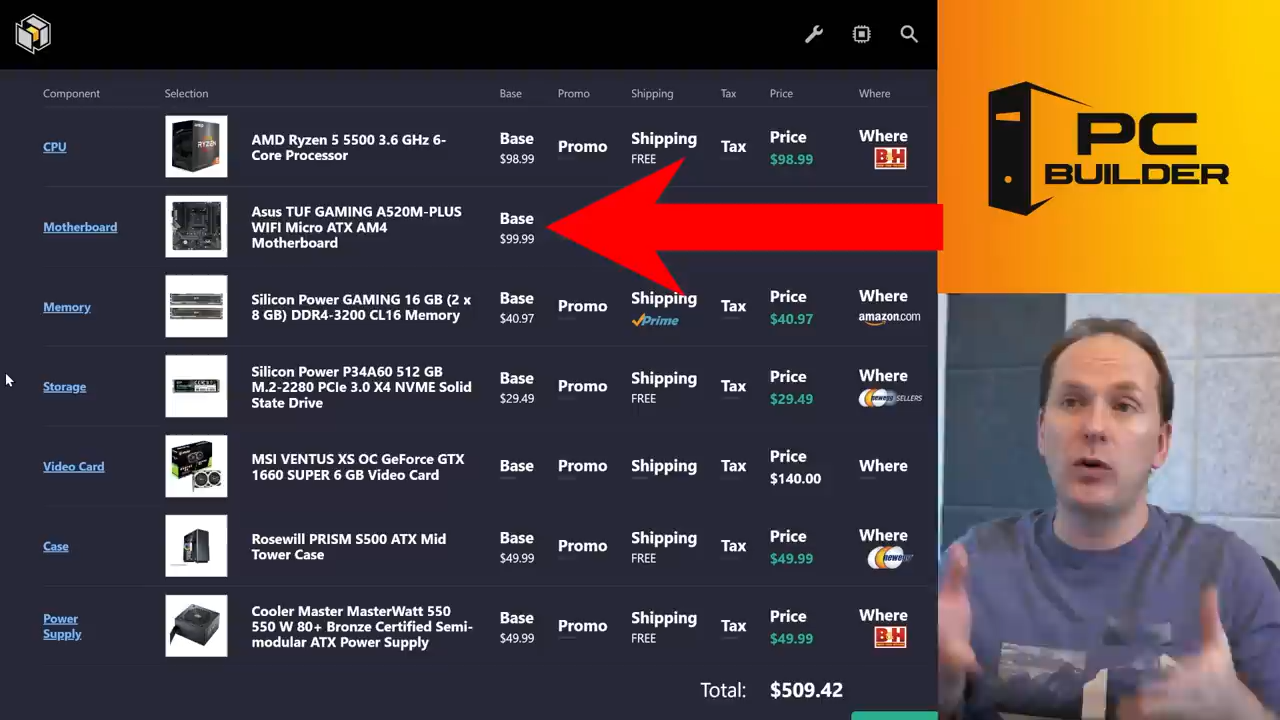 Component Selection Base Promo Shipping Tax Price Where
CPU
AMD Ryzen 5 5500 3.6 GHz 6-
Core Processor
Base
$98.99
Promo
Shipping
FREE
Tax
Price
$98.99
Where
B&H
Motherboard
Asus TUF GAMING A520M-PLUS
WIFI Micro ATX AM4
Motherboard
Base
$99.99
Memory
Silicon Power GAMING 16 GB (2 x
8 GB) DDR4-3200 CL16 Memory
Base
$40.97
Promo
Shipping
Prime
Tax
Price
$40.97
Where
amazon.com
Storage
Silicon Power P34A60 512 GB
M.2-2280 PCIe 3.0 X4 NVME Solid
State Drive
Base
$29.49
Promo
Shipping
FREE
Tax
Price
$29.49
Where
newegg SELLERS
Video Card
MSI VENTUS XS OC GeForce GTX
1660 SUPER 6 GB Video Card
Base
Promo
Shipping
Tax
Price
$140.00
Where
Case
Rosewill PRISM S500 ATX Mid
Tower Case
Base
$49.99
Promo
Shipping
FREE
Tax
Price
$49.99
Where
newegg
Power
Supply
Cooler Master MasterWatt 550
550 W 80+ Bronze Certified Semi-
modular ATX Power Supply
Base
$49.99
Promo
Shipping
FREE
Tax
Price
$49.99
Where
B&H
Total: $509.42
PC
BUILDER
RYZEN